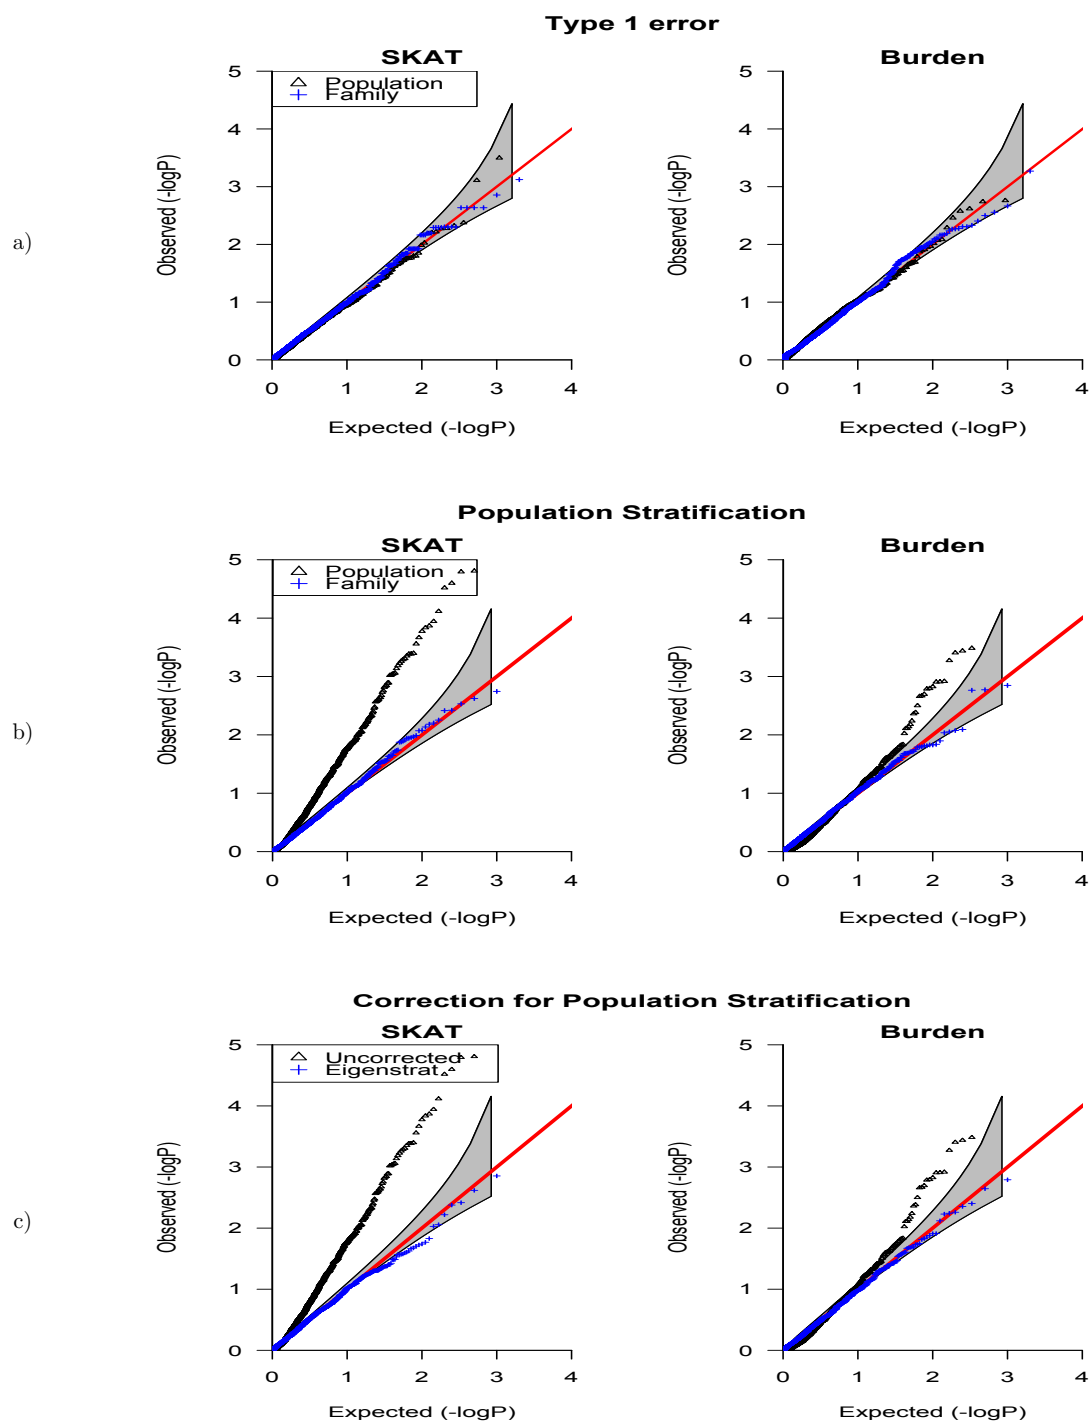 Type 1 error
SKAT
Burden
Population
Family
a)
Observed (-logP)
5
4
3
2
1
0
0 1 2 3 4
Expected (-logP)
Observed (-logP)
5
4
3
2
1
0
0 1 2 3 4
Expected (-logP)
Population Stratification
SKAT
Burden
Population
Family
b)
Observed (-logP)
5
4
3
2
1
0
0 1 2 3 4
Expected (-logP)
Observed (-logP)
5
4
3
2
1
0
0 1 2 3 4
Expected (-logP)
Correction for Population Stratification
SKAT
Burden
Uncorrected
Eigenstrat
c)
Observed (-logP)
5
4
3
2
1
0
0 1 2 3 4
Expected (-logP)
Observed (-logP)
5
4
3
2
1
0
0 1 2 3 4
Expected (-logP)